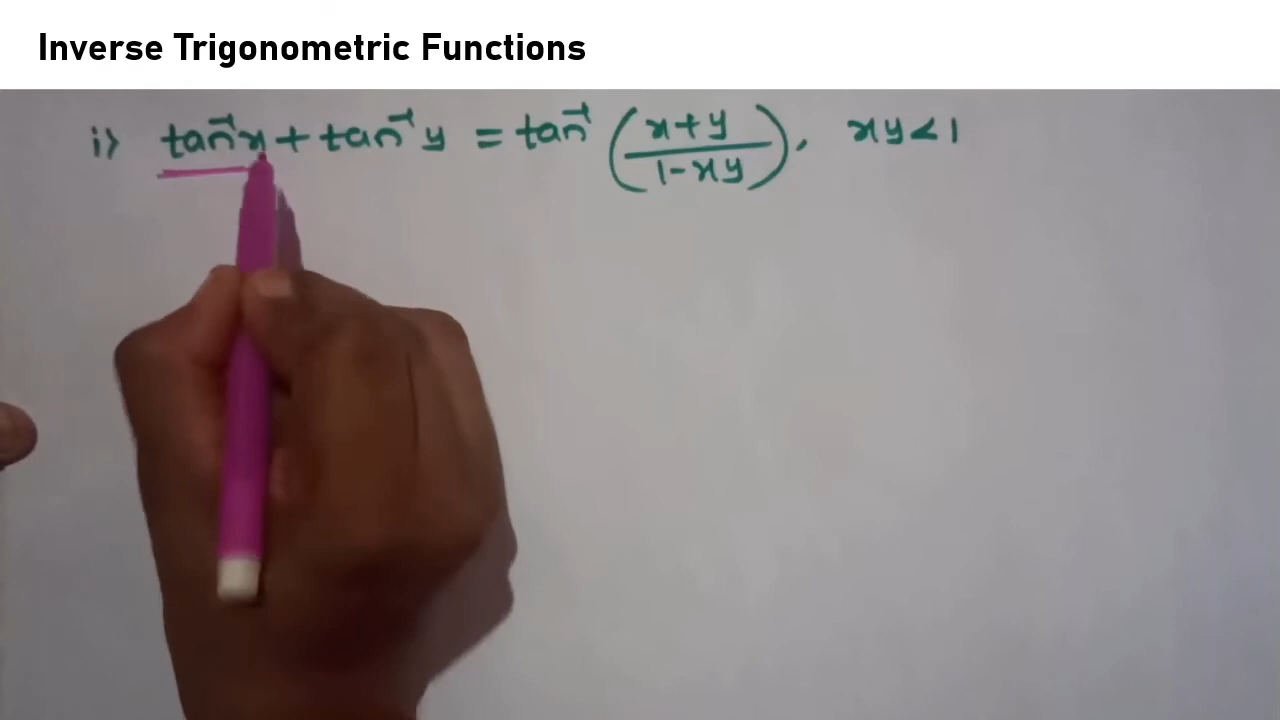 Inverse Trigonometric Functions
i) tan⁻¹x + tan⁻¹y = tan⁻¹((x+y)/(1-xy)), xy<1